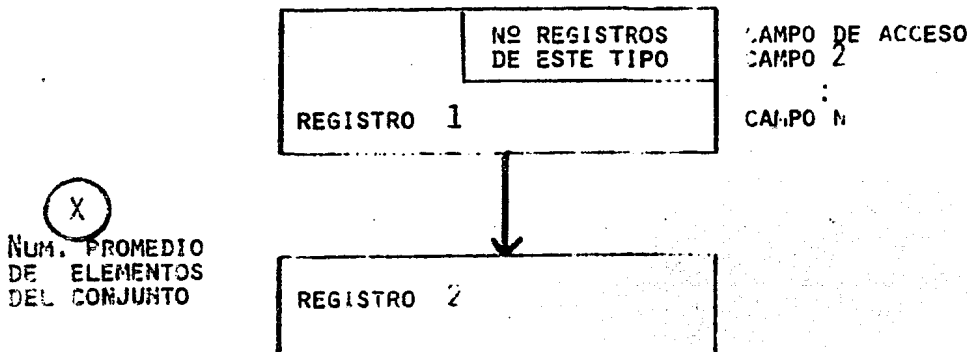 Nº REGISTROS
DE ESTE TIPO
CAMPO DE ACCESO
CAMPO 2
:
CAMPO N
REGISTRO 1
X
NUM. PROMEDIO
DE ELEMENTOS
DEL CONJUNTO
REGISTRO 2